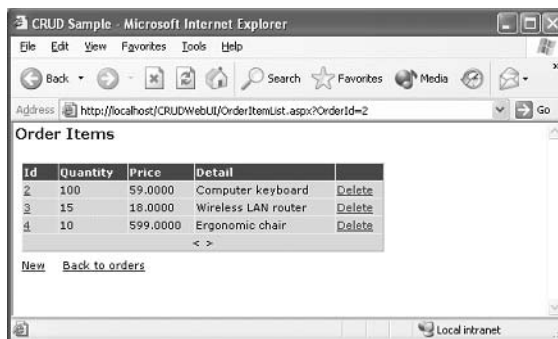 CRUD Sample - Microsoft Internet Explorer
File Edit View Favorites Tools Help
Back Search Favorites Media
Address http://localhost/CRUDWebUI/OrderItemList.aspx?OrderId=2 Go
Order Items
Id Quantity Price Detail
2 100 59.0000 Computer keyboard Delete
3 15 18.0000 Wireless LAN router Delete
4 10 599.0000 Ergonomic chair Delete
< >
New Back to orders
Local intranet